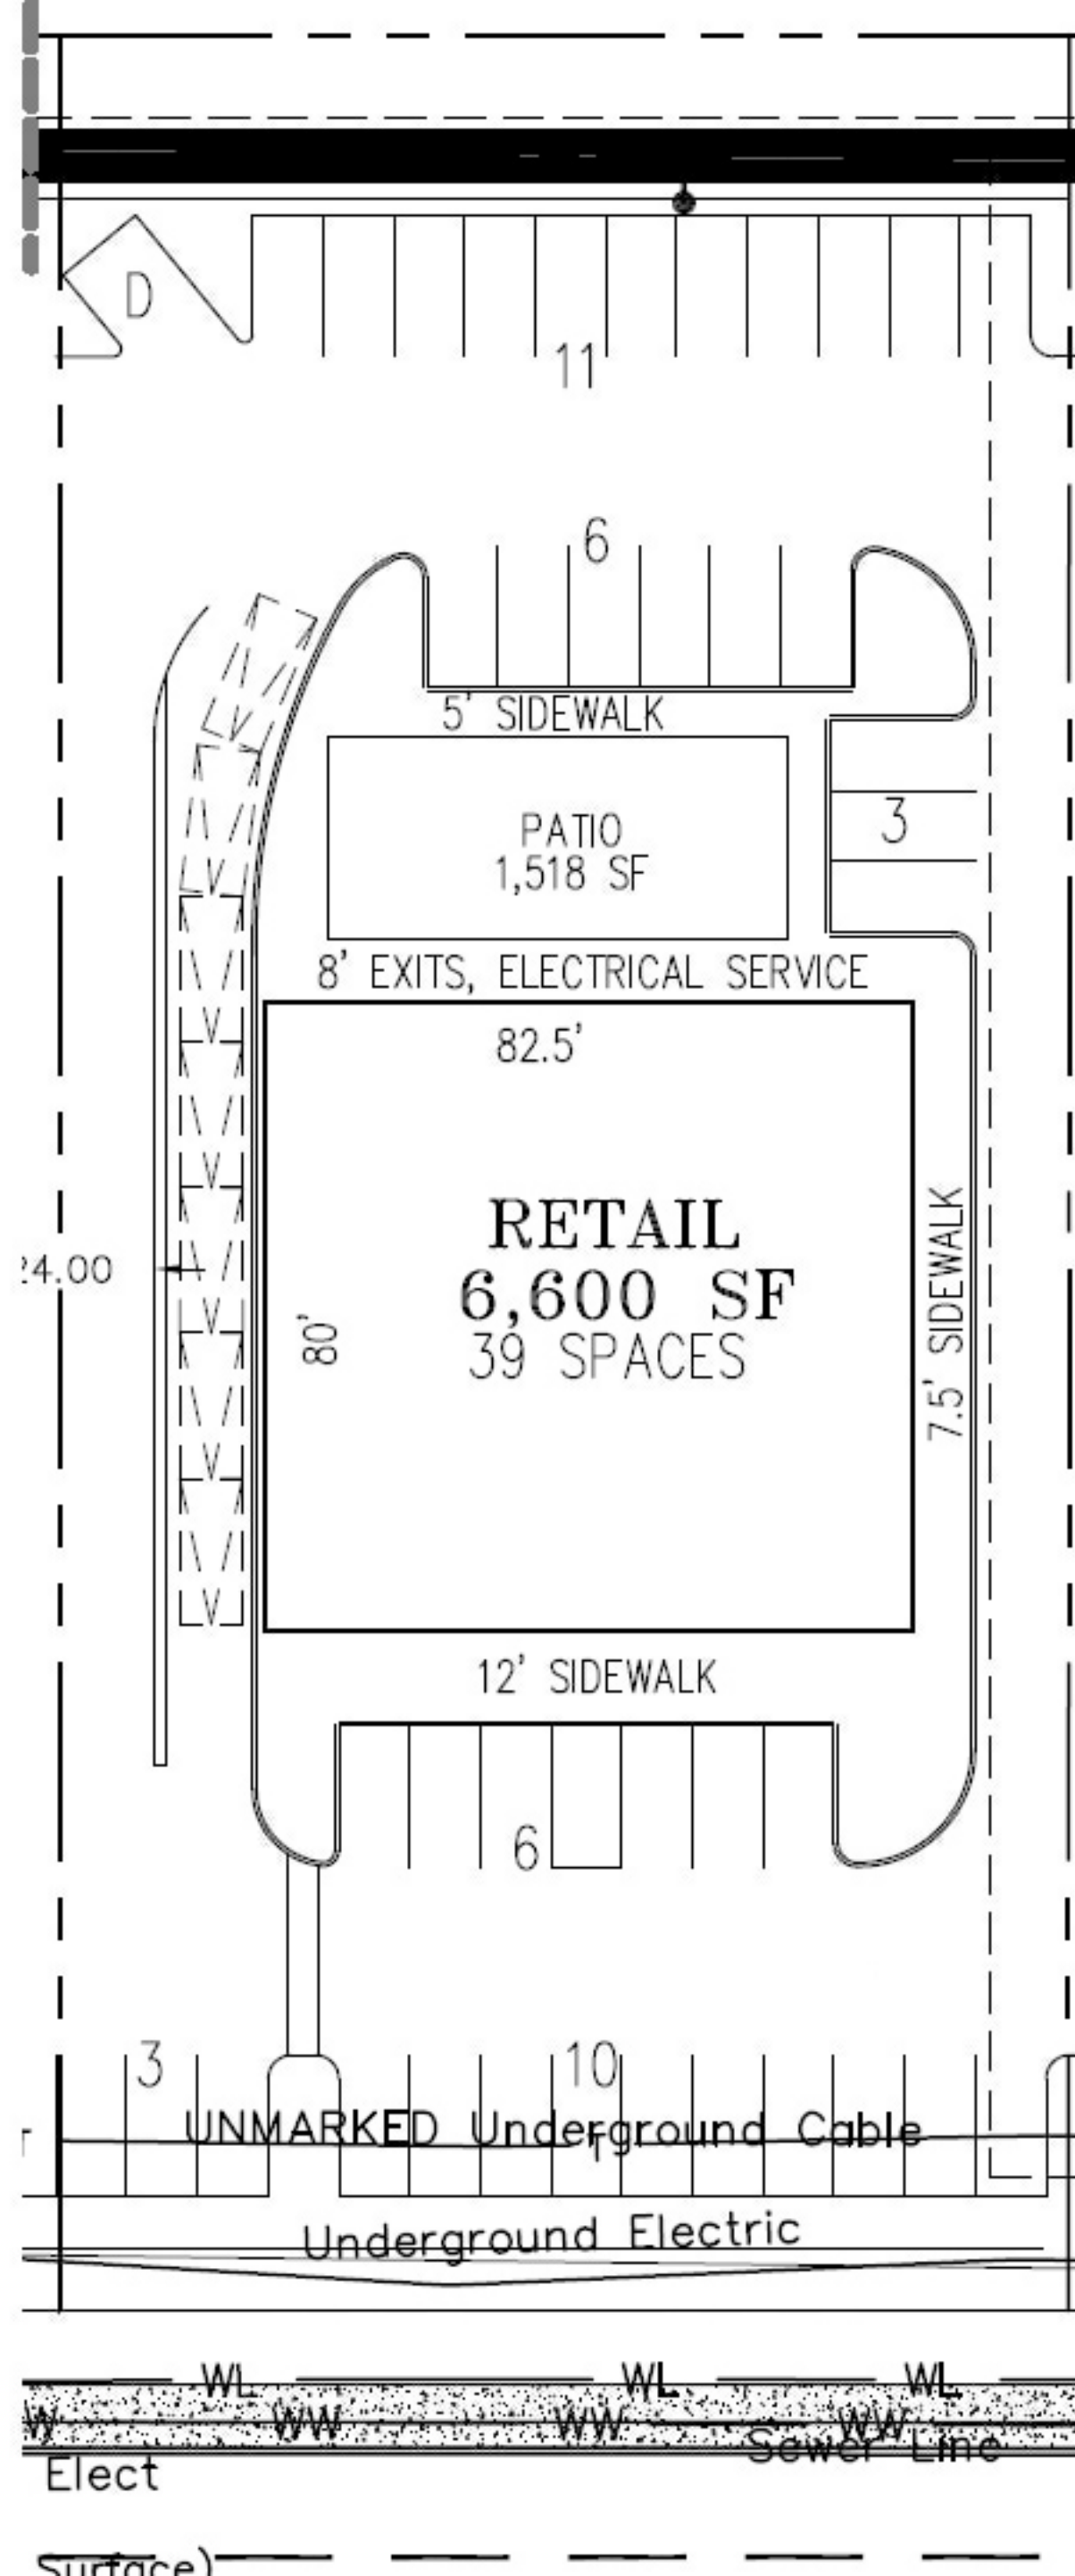 D
11
6
5' SIDEWALK
PATIO
1,518 SF
3
8' EXITS, ELECTRICAL SERVICE
82.5'
RETAIL
6,600 SF
39 SPACES
80'
7.5' SIDEWALK
24.00
12' SIDEWALK
6
3
10
UNMARKED Underground Cable
T
Underground Electric
WL WL WL
W WW WW WW
Sewer Line
Elect
Surface)